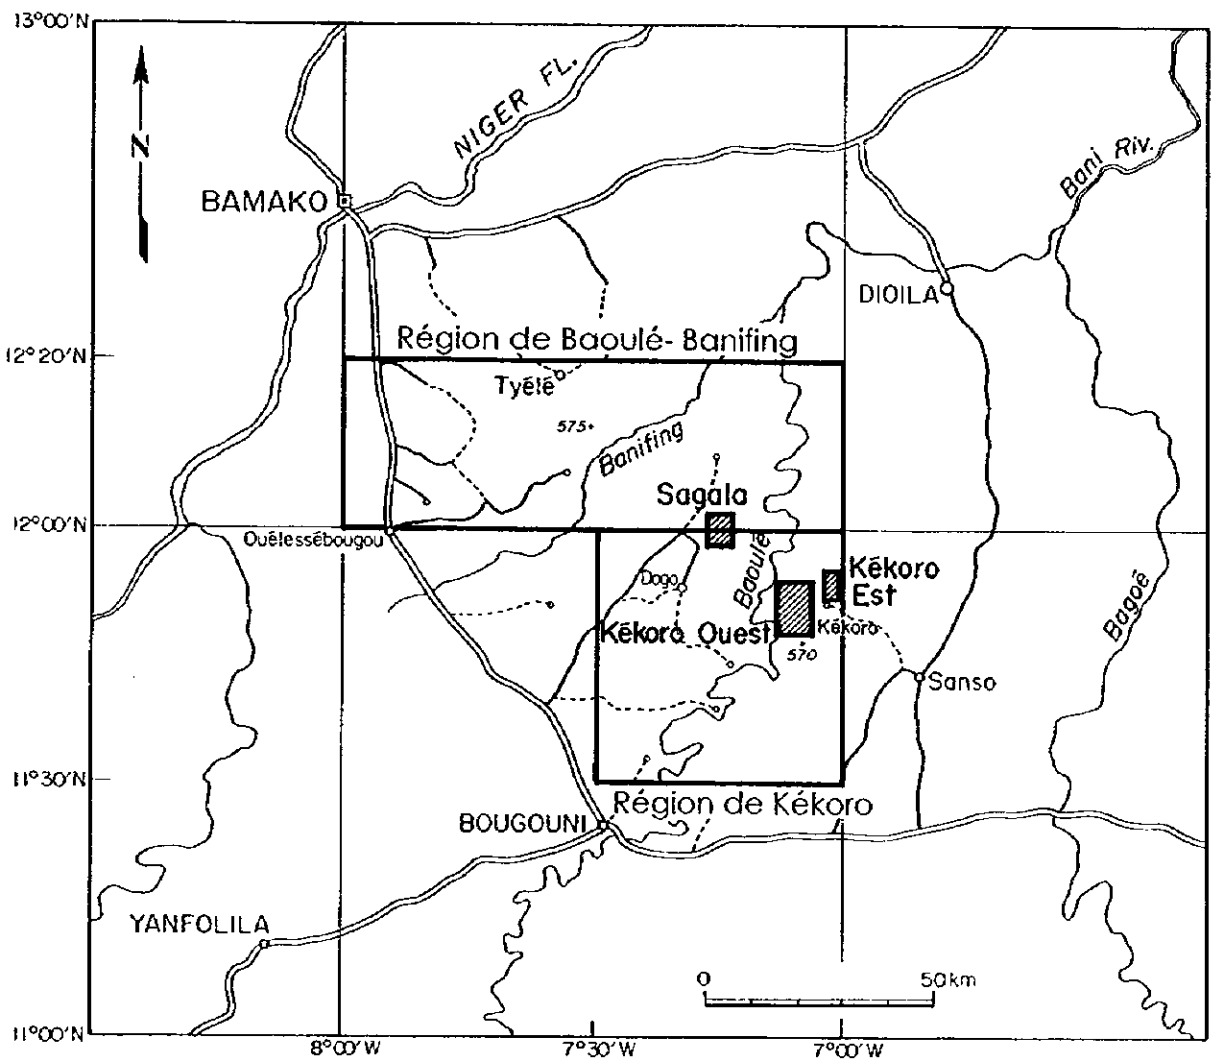 13°00'N
N
NIGER FL.
Bani Riv.
BAMAKO
DIOILA
Région de Baoulé-Banifing
12°20'N
Tyélé
575
Banifing
Sagala
12°00'N
Ouélessébougou
Baoulé
Kékoro
Est
Dogo
Bagoé
Kékoro Ouest
Kékoro
570
Sanso
11°30'N
Région de Kékoro
BOUGOUNI
YANFOLILA
0 50km
11°00'N
8°00'W 7°30'W 7°00'W